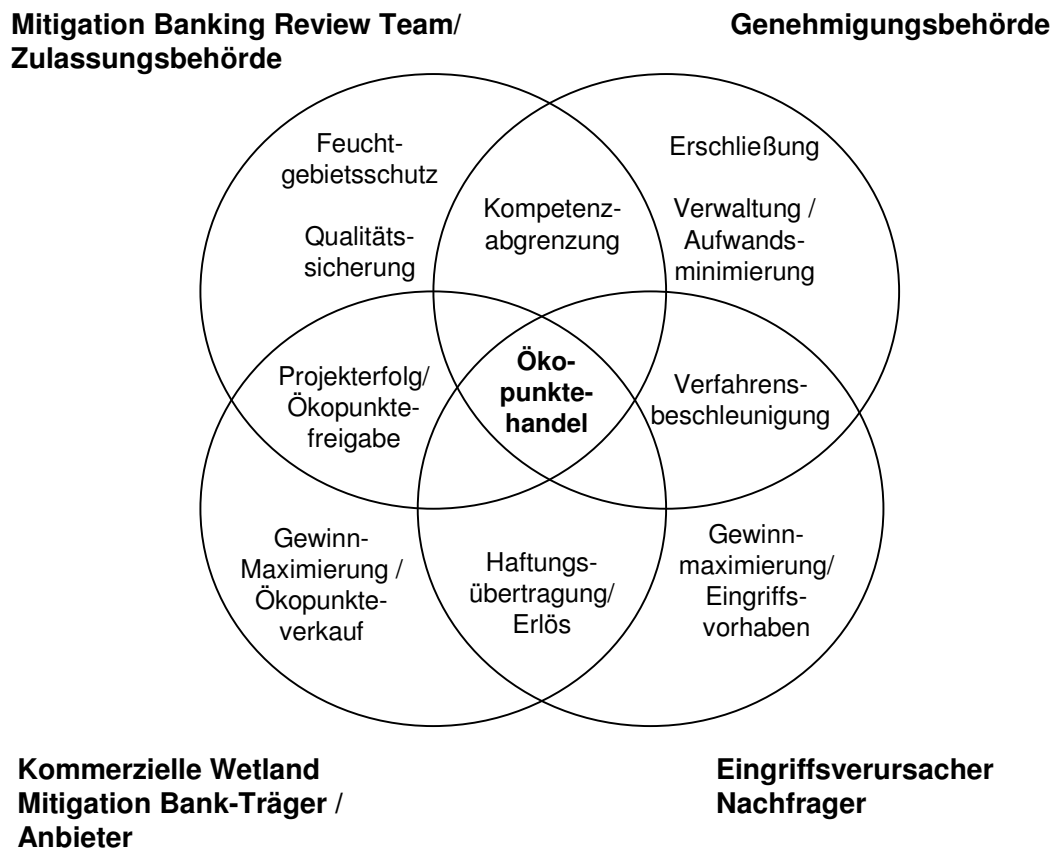 Mitigation Banking Review Team/
Zulassungsbehörde
Genehmigungsbehörde
Feucht-
gebietsschutz
Qualitäts-
sicherung
Kompetenz-
abgrenzung
Erschließung
Verwaltung /
Aufwands-
minimierung
Projekterfolg/
Ökopunkte-
freigabe
Öko-
punkte-
handel
Verfahrens-
beschleunigung
Gewinn-
Maximierung /
Ökopunkte-
verkauf
Haftungs-
übertragung/
Erlös
Gewinn-
maximierung/
Eingriffs-
vorhaben
Kommerzielle Wetland
Mitigation Bank-Träger /
Anbieter
Eingriffsverursacher
Nachfrager